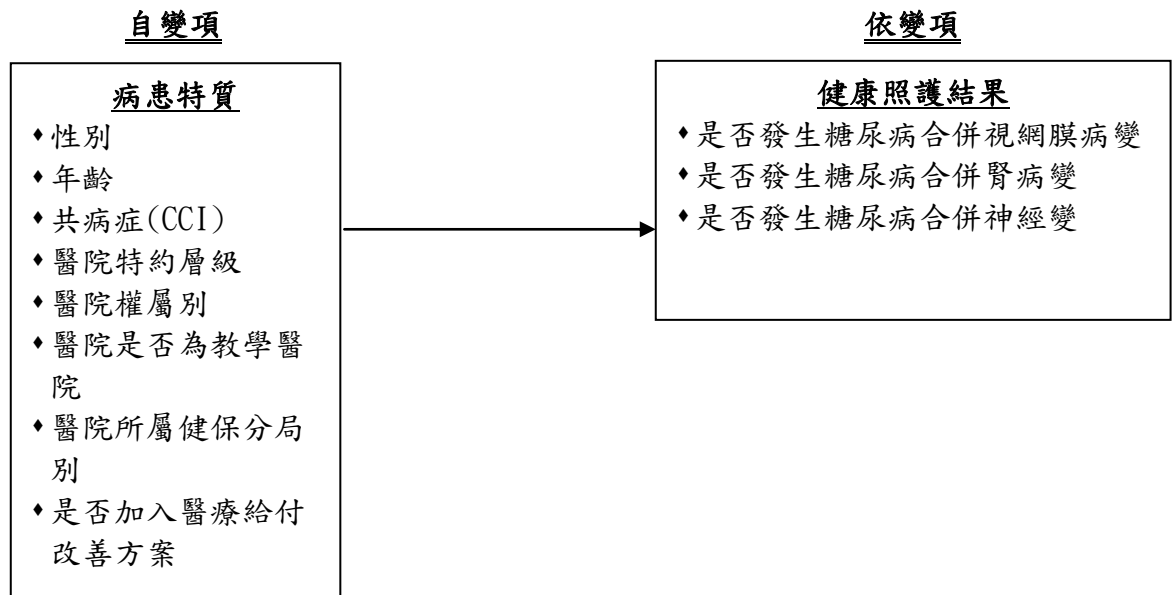 自變項
病患特質
♦性別
♦年齡
♦共病症(CCI)
♦醫院特約層級
♦醫院權屬別
♦醫院是否為教學醫
院
♦醫院所屬健保分局
別
♦是否加入醫療給付
改善方案
依變項
健康照護結果
♦是否發生糖尿病合併視網膜病變
♦是否發生糖尿病合併腎病變
♦是否發生糖尿病合併神經變